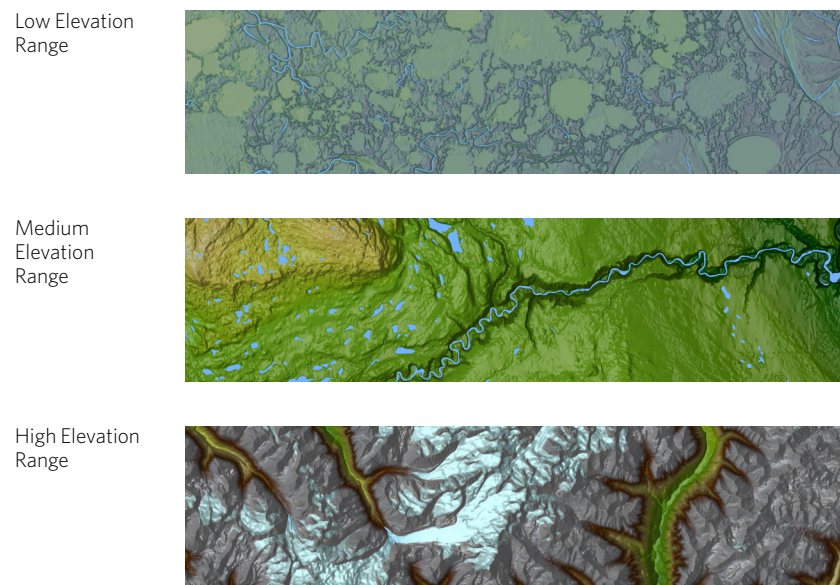 Low Elevation
Range
Medium
Elevation
Range
High Elevation
Range